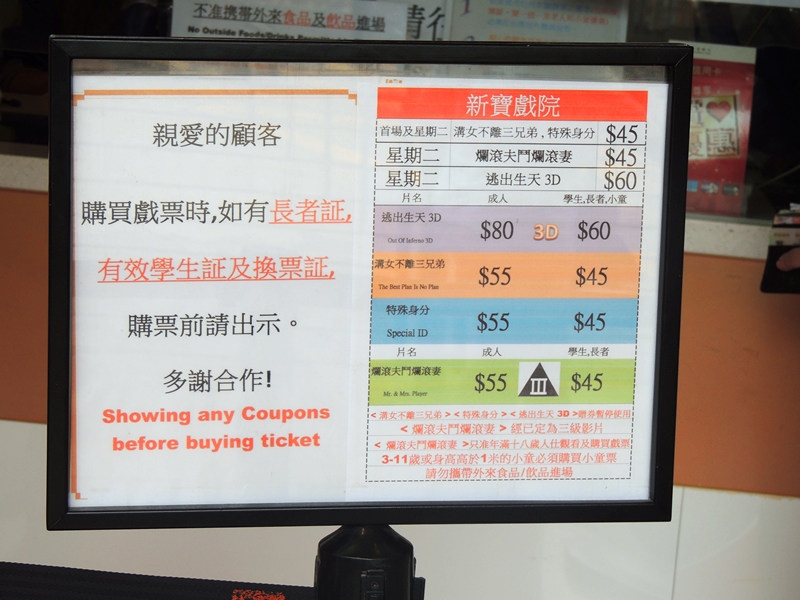 不准携帶外來食品及飲品進場
No Outside Foods/Drinks
親愛的顧客
購買戲票時,如有長者証,
有效學生証及換票証,
購票前請出示。
多謝合作!
Showing any Coupons
before buying ticket
新寶戲院
首場及星期二 溝女不離三兄弟,特殊身分 $45
星期二 爛滾夫鬥爛滾妻 $45
星期二 逃出生天 3D $60
片名 成人 學生,長者,小童
逃出生天 3D $80 3D $60
Out Of Inferno 3D
溝女不離三兄弟 $55 $45
The Best Plan Is No Plan
特殊身分 $55 $45
Special ID
片名 成人 學生,長者
爛滾夫鬥爛滾妻 $55 III $45
Mr. & Mrs. Player
<溝女不離三兄弟><特殊身分><逃出生天 3D>贈券暫停使用
<爛滾夫鬥爛滾妻>經已定為三級影片
<爛滾夫鬥爛滾妻>只准年滿十八歲人仕觀看及購買戲票
3-11歲或身高高於1米的小童必須購買小童票
請勿攜帶外來食品/飲品進場